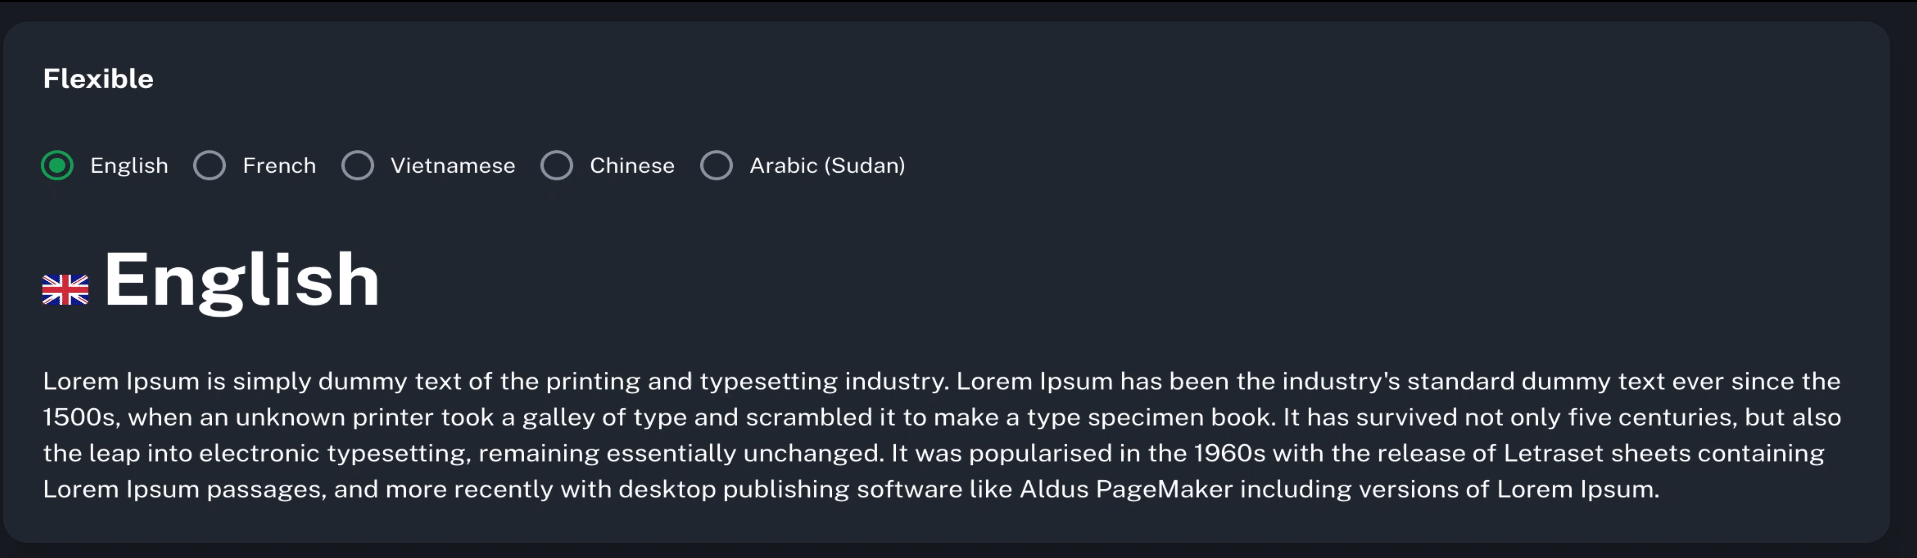 Flexible
English French Vietnamese Chinese Arabic (Sudan)
English
Lorem Ipsum is simply dummy text of the printing and typesetting industry. Lorem Ipsum has been the industry's standard dummy text ever since the
1500s, when an unknown printer took a galley of type and scrambled it to make a type specimen book. It has survived not only five centuries, but also
the leap into electronic typesetting, remaining essentially unchanged. It was popularised in the 1960s with the release of Letraset sheets containing
Lorem Ipsum passages, and more recently with desktop publishing software like Aldus PageMaker including versions of Lorem Ipsum.